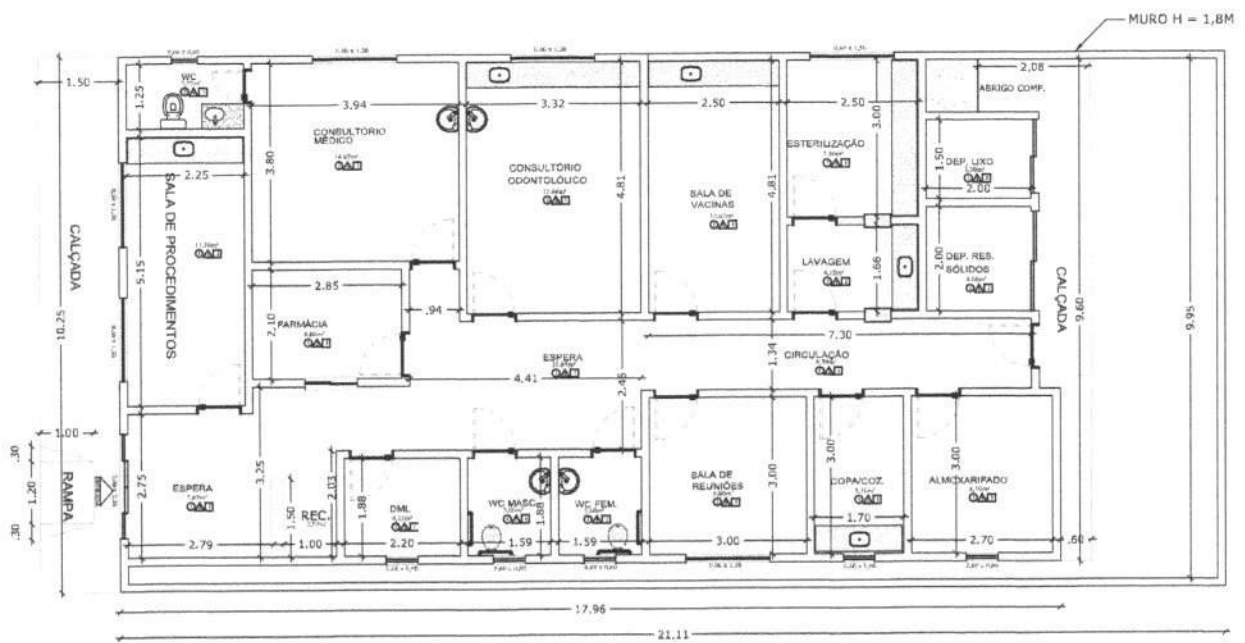 MURO H = 1,8M
1.50
WC
1.25
3.94
3.32
2.50
2.50
2,08
ABRIGO COMP.
CONSULTÓRIO
MÉDICO
3.80
3.00
ESTERILIZAÇÃO
1.50
DEP. LIXO
2.00
2.25
SALA DE PROCEDIMENTOS
5.15
CONSULTÓRIO
ODONTOLÓLICO
4.81
SALA DE
VACINAS
4.81
CALÇADA
10.25
LAVAGEM
1.66
2.00
DEP. RES.
SÓLIDOS
CALÇADA
9.60
9.95
2.85
2.10
FARMÁCIA
.94
7.30
ESPERA
4.41
2.46
1.34
CIRCULAÇÃO
1.00
.30
1.20
.30
RAMPA
2.75
ESPERA
3.25
1.50
REC.
2.03
1.88
DML
WC MASC.
1.88
WC FEM.
SALA DE
REUNIÕES
3.00
3.00
COPA/COZ.
1.70
3.00
ALMOXARIFADO
2.79
1.00
2.20
1.59
1.59
3.00
2.70
.60
17.96
21.11